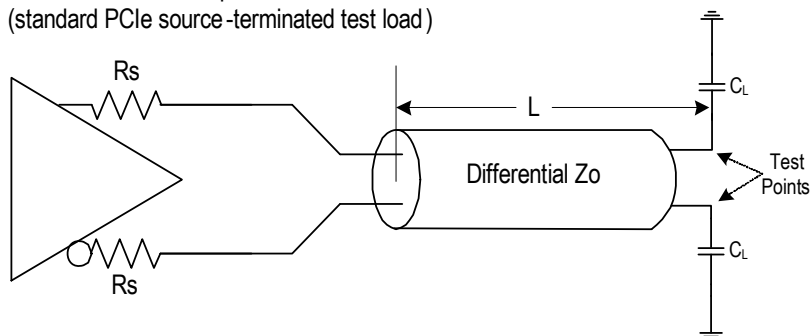 (standard PCIe source-terminated test load)
Rs
CL
L
Differential Zo
Test
Points
Rs
CL